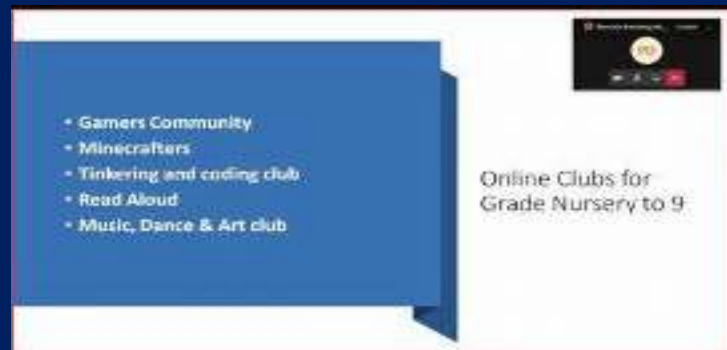 • Gamers Community
• Minecrafters
• Tinkering and coding club
• Read Aloud
• Music, Dance & Art club
Online Clubs for
Grade Nursery to 9
PD